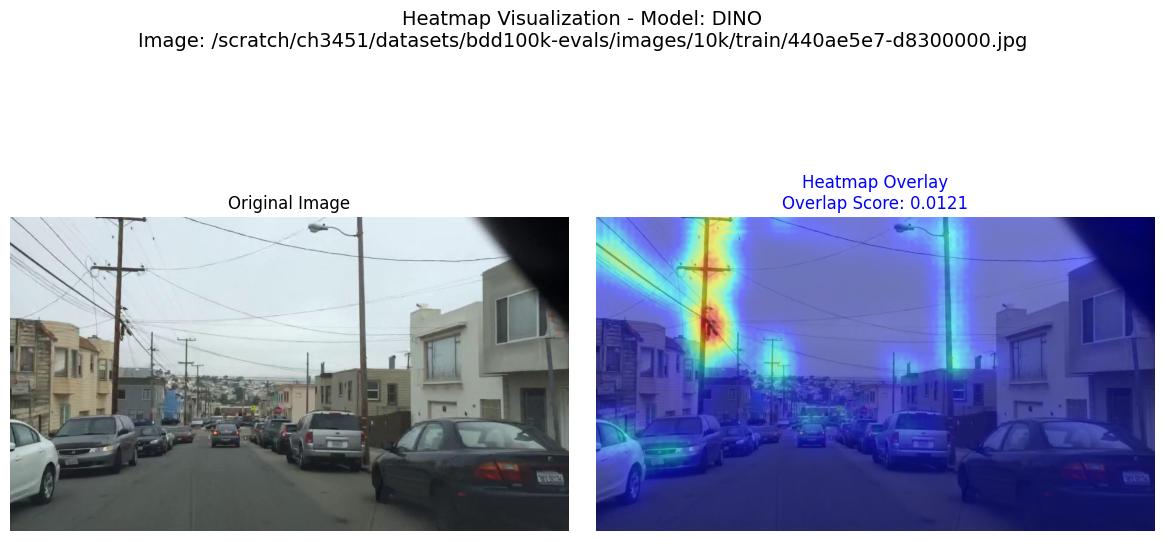 Heatmap Visualization - Model: DINO
Image: /scratch/ch3451/datasets/bdd100k-evals/images/10k/train/440ae5e7-d8300000.jpg
Original Image
Heatmap Overlay
Overlap Score: 0.0121